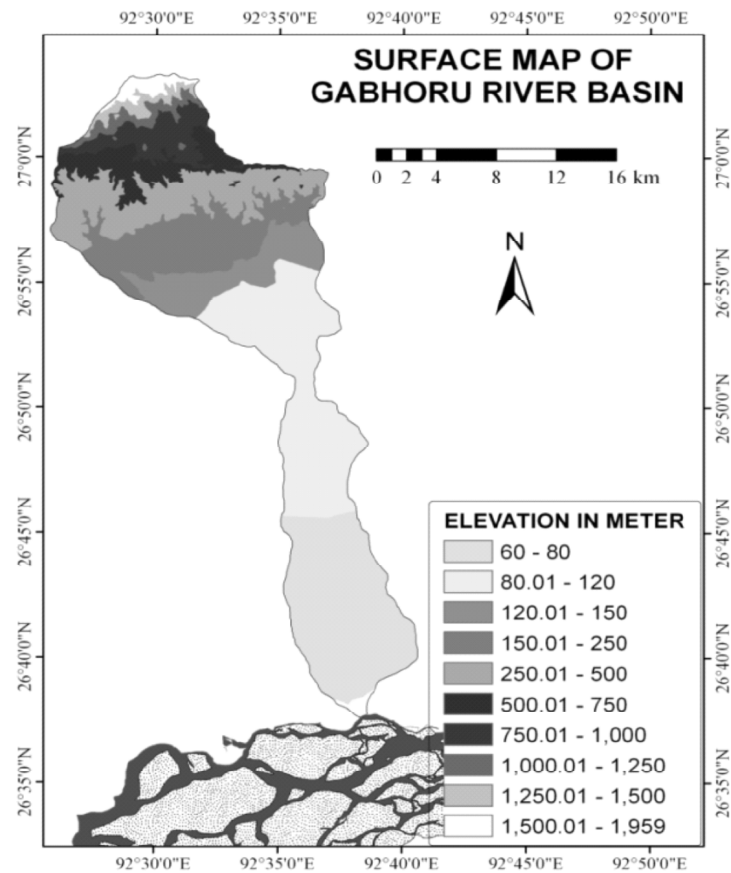 92°30'0"E 92°35'0"E 92°40'0"E 92°45'0"E 92°50'0"E
SURFACE MAP OF
GABHORU RIVER BASIN
0 2 4 8 12 16 km
N
27°0'0"N 27°0'0"N
26°55'0"N 26°55'0"N
26°50'0"N 26°50'0"N
26°45'0"N 26°45'0"N
26°40'0"N 26°40'0"N
26°35'0"N 26°35'0"N
ELEVATION IN METER
60 - 80
80.01 - 120
120.01 - 150
150.01 - 250
250.01 - 500
500.01 - 750
750.01 - 1,000
1,000.01 - 1,250
1,250.01 - 1,500
1,500.01 - 1,959
92°30'0"E 92°35'0"E 92°40'0"E 92°45'0"E 92°50'0"E